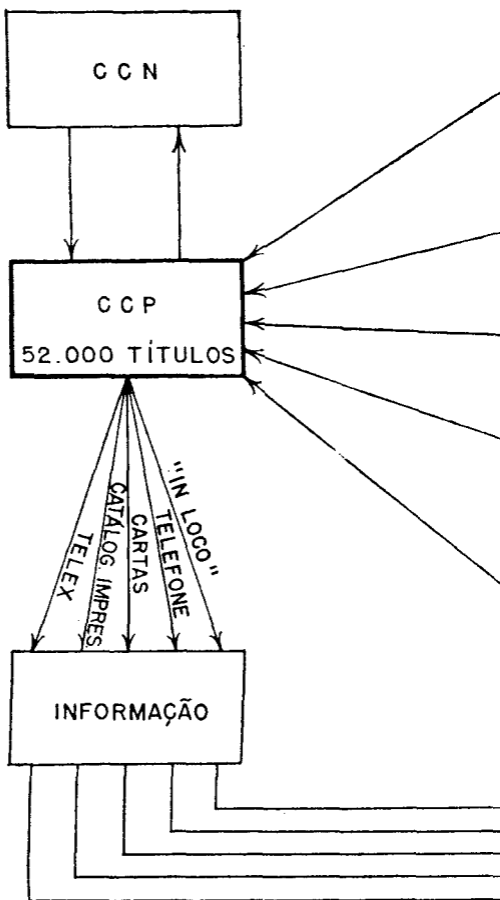 CCN
CCP
52.000 TÍTULOS
TELEX
CATÁLOG. IMPRES
CARTAS
TELEFONE
"IN LOCO"
INFORMAÇÃO